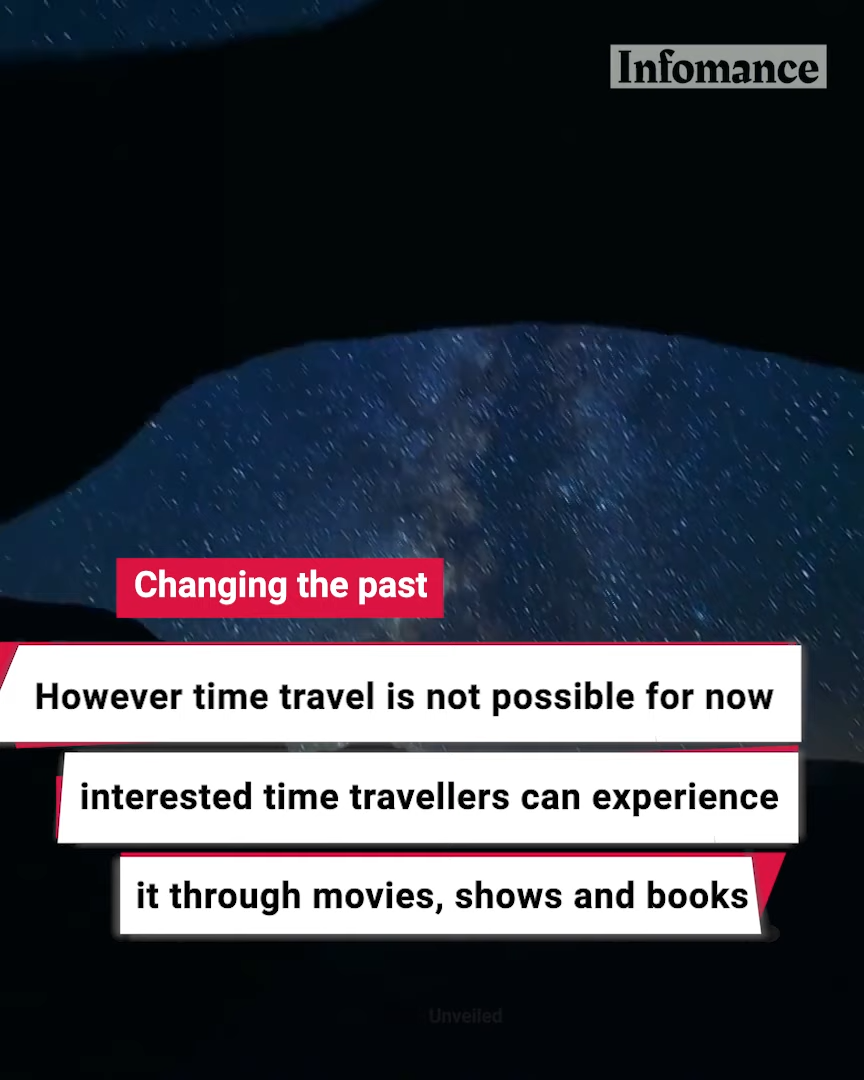 Infomance
Changing the past
However time travel is not possible for now
interested time travellers can experience
it through movies, shows and books
Unveiled